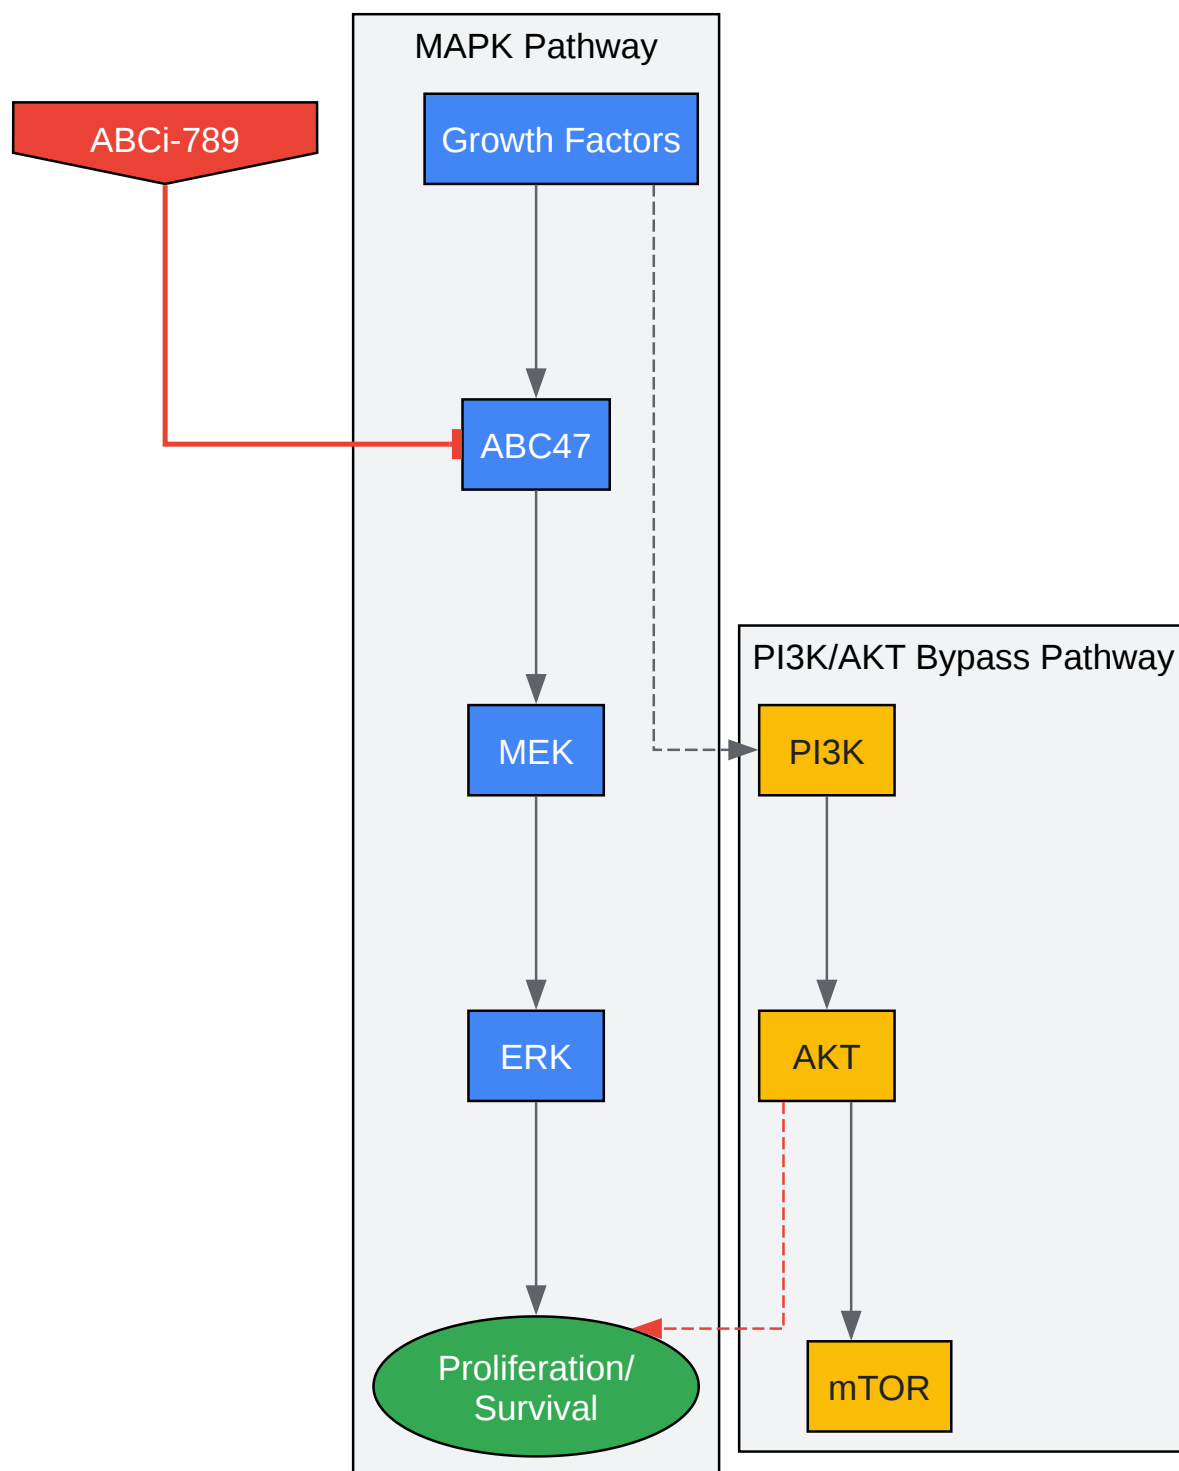 MAPK Pathway
ABCi-789
Growth Factors
ABC47
PI3K/AKT Bypass Pathway
MEK
PI3K
ERK
AKT
Proliferation/
Survival
mTOR